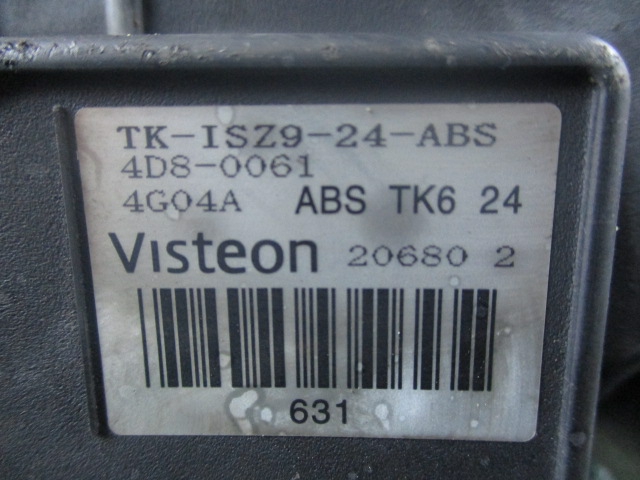 TK-ISZ9-24-ABS
4D8-0061
4G04A ABS TK6 24
Visteon 20680 2
631